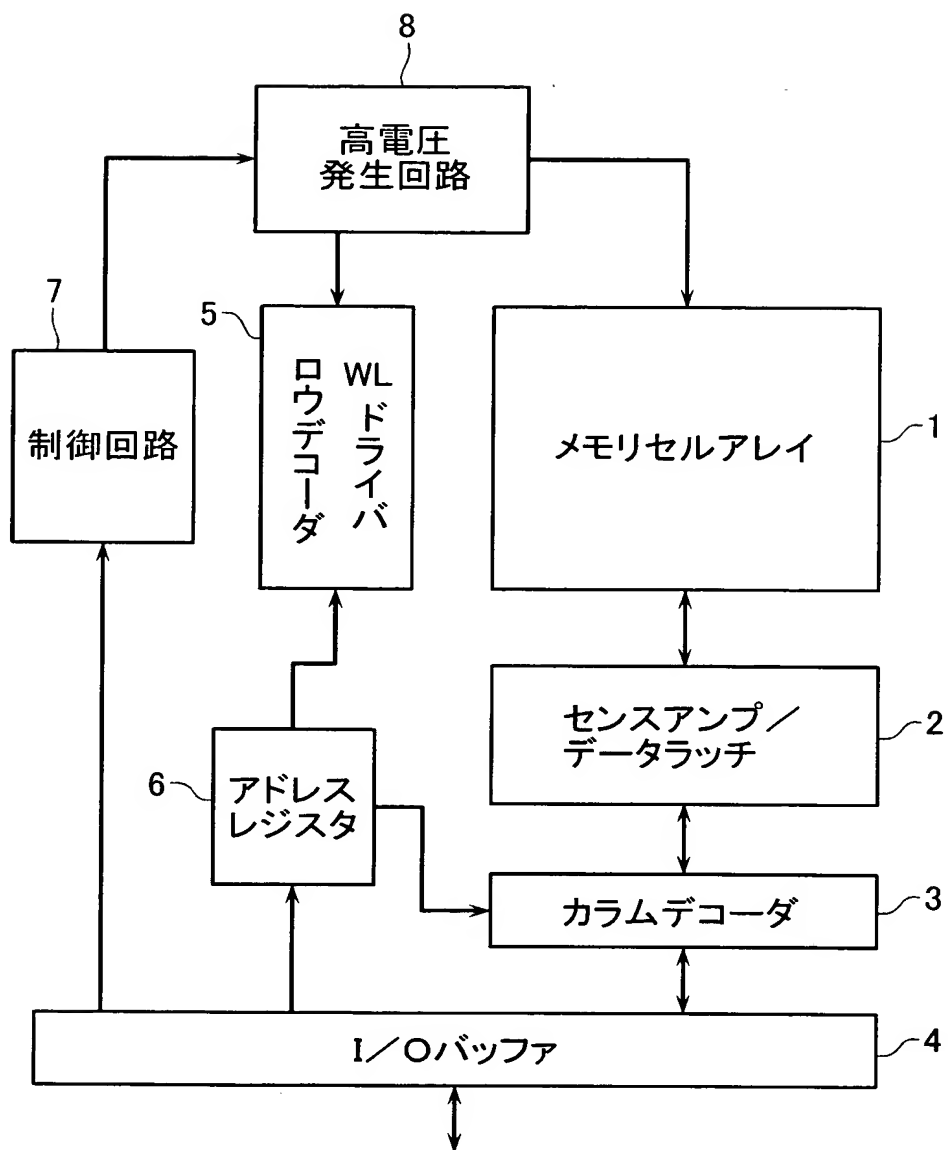 8
高電圧
発生回路
7
制御回路
5
ロウデコーダ
WLドライバ
メモリセルアレイ
1
センスアンプ／
データラッチ
2
6
アドレス
レジスタ
カラムデコーダ
3
I／Oバッファ
4